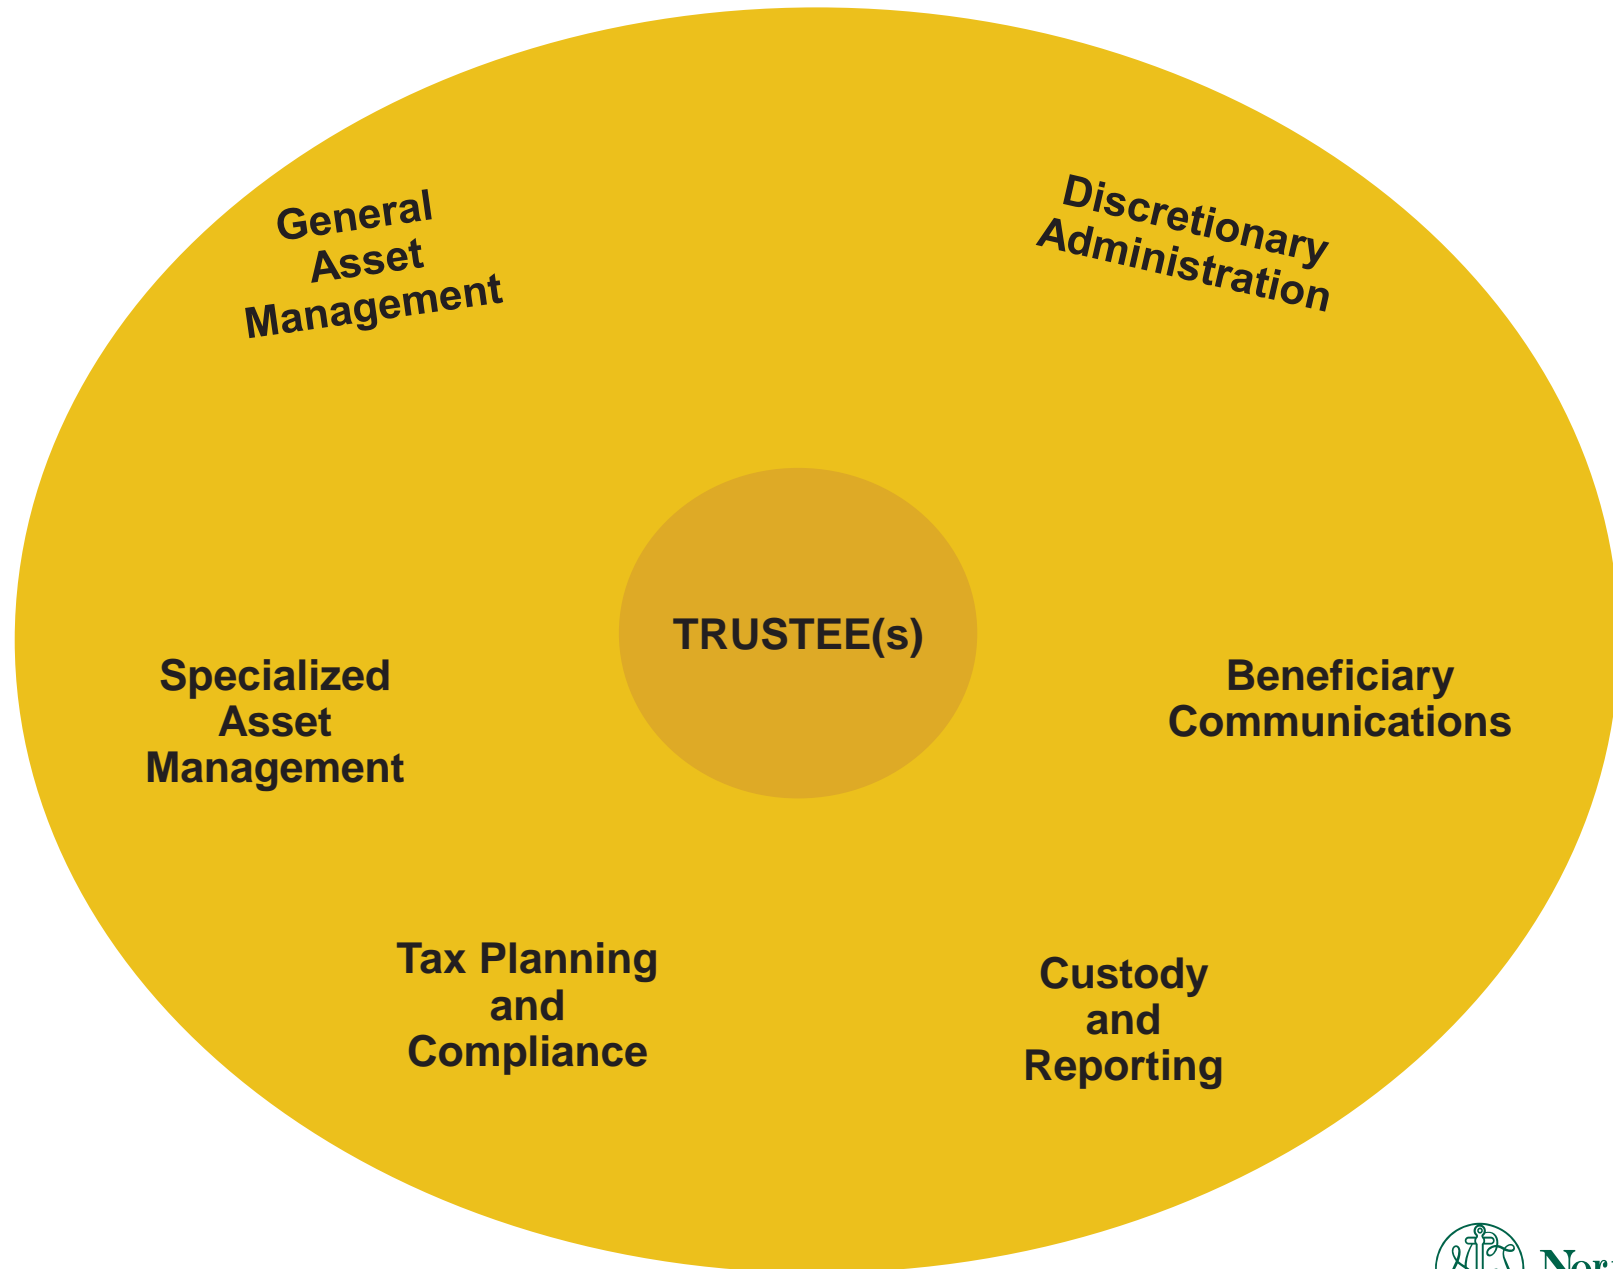 General
Asset
Management
Discretionary
Administration
TRUSTEE(s)
Specialized
Asset
Management
Beneficiary
Communications
Tax Planning
and
Compliance
Custody
and
Reporting